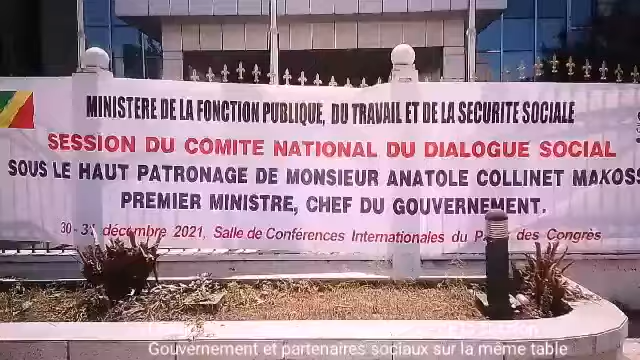 MINISTERE DE LA FONCTION PUBLIQUE, DU TRAVAIL ET DE LA SECURITE SOCIALE
SESSION DU COMITE NATIONAL DU DIALOGUE SOCIAL
SOUS LE HAUT PATRONAGE DE MONSIEUR ANATOLE COLLINET MAKOSS
PREMIER MINISTRE, CHEF DU GOUVERNEMENT.
30-31 décembre 2021, Salle de Conférences Internationales du des Congrès
Gouvernement et partenaires sociaux sur la même table